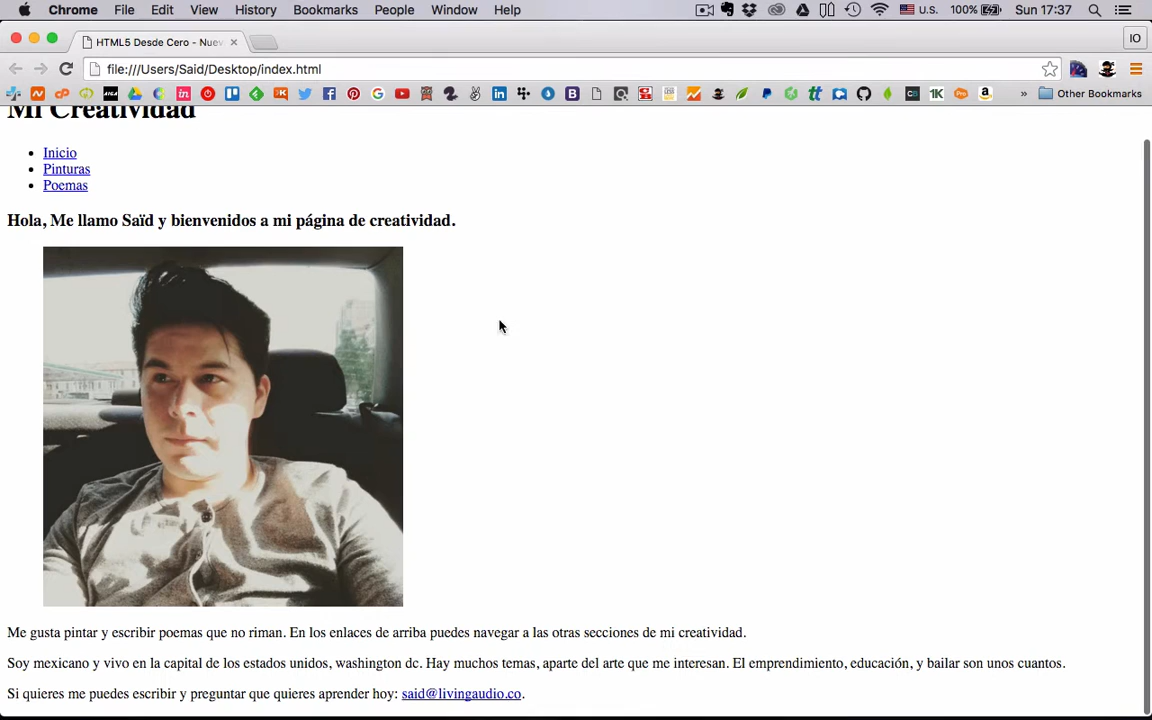 Chrome File Edit View History Bookmarks People Window Help U.S. 100% Sun 17:37
HTML5 Desde Cero - Nuev IO
file:///Users/Said/Desktop/index.html
Other Bookmarks
Mi Creatividad
Inicio
Pinturas
Poemas
Hola, Me llamo Saïd y bienvenidos a mi página de creatividad.
Me gusta pintar y escribir poemas que no riman. En los enlaces de arriba puedes navegar a las otras secciones de mi creatividad.
Soy mexicano y vivo en la capital de los estados unidos, washington dc. Hay muchos temas, aparte del arte que me interesan. El emprendimiento, educación, y bailar son unos cuantos.
Si quieres me puedes escribir y preguntar que quieres aprender hoy: said@livingaudio.co.